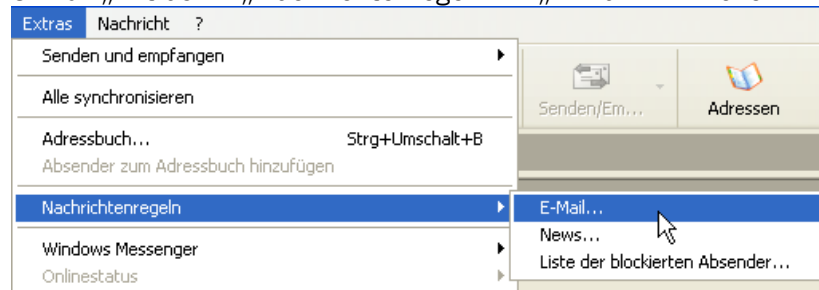 Extras Nachricht ?
Senden und empfangen
Alle synchronisieren
Senden/Em... Adressen
Adressbuch... Strg+Umschalt+B
Absender zum Adressbuch hinzufügen
Nachrichtenregeln
E-Mail...
News...
Windows Messenger
Liste der blockierten Absender...
Onlinestatus